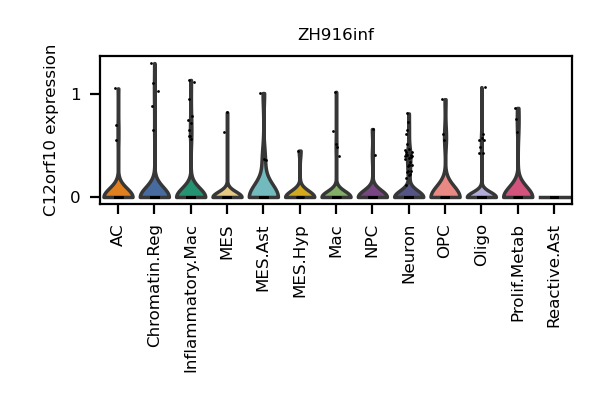 ZH916inf
C12orf10 expression
1
0
AC
Chromatin.Reg
Inflammatory.Mac
MES
MES.Ast
MES.Hyp
Mac
NPC
Neuron
OPC
Oligo
Prolif.Metab
Reactive.Ast